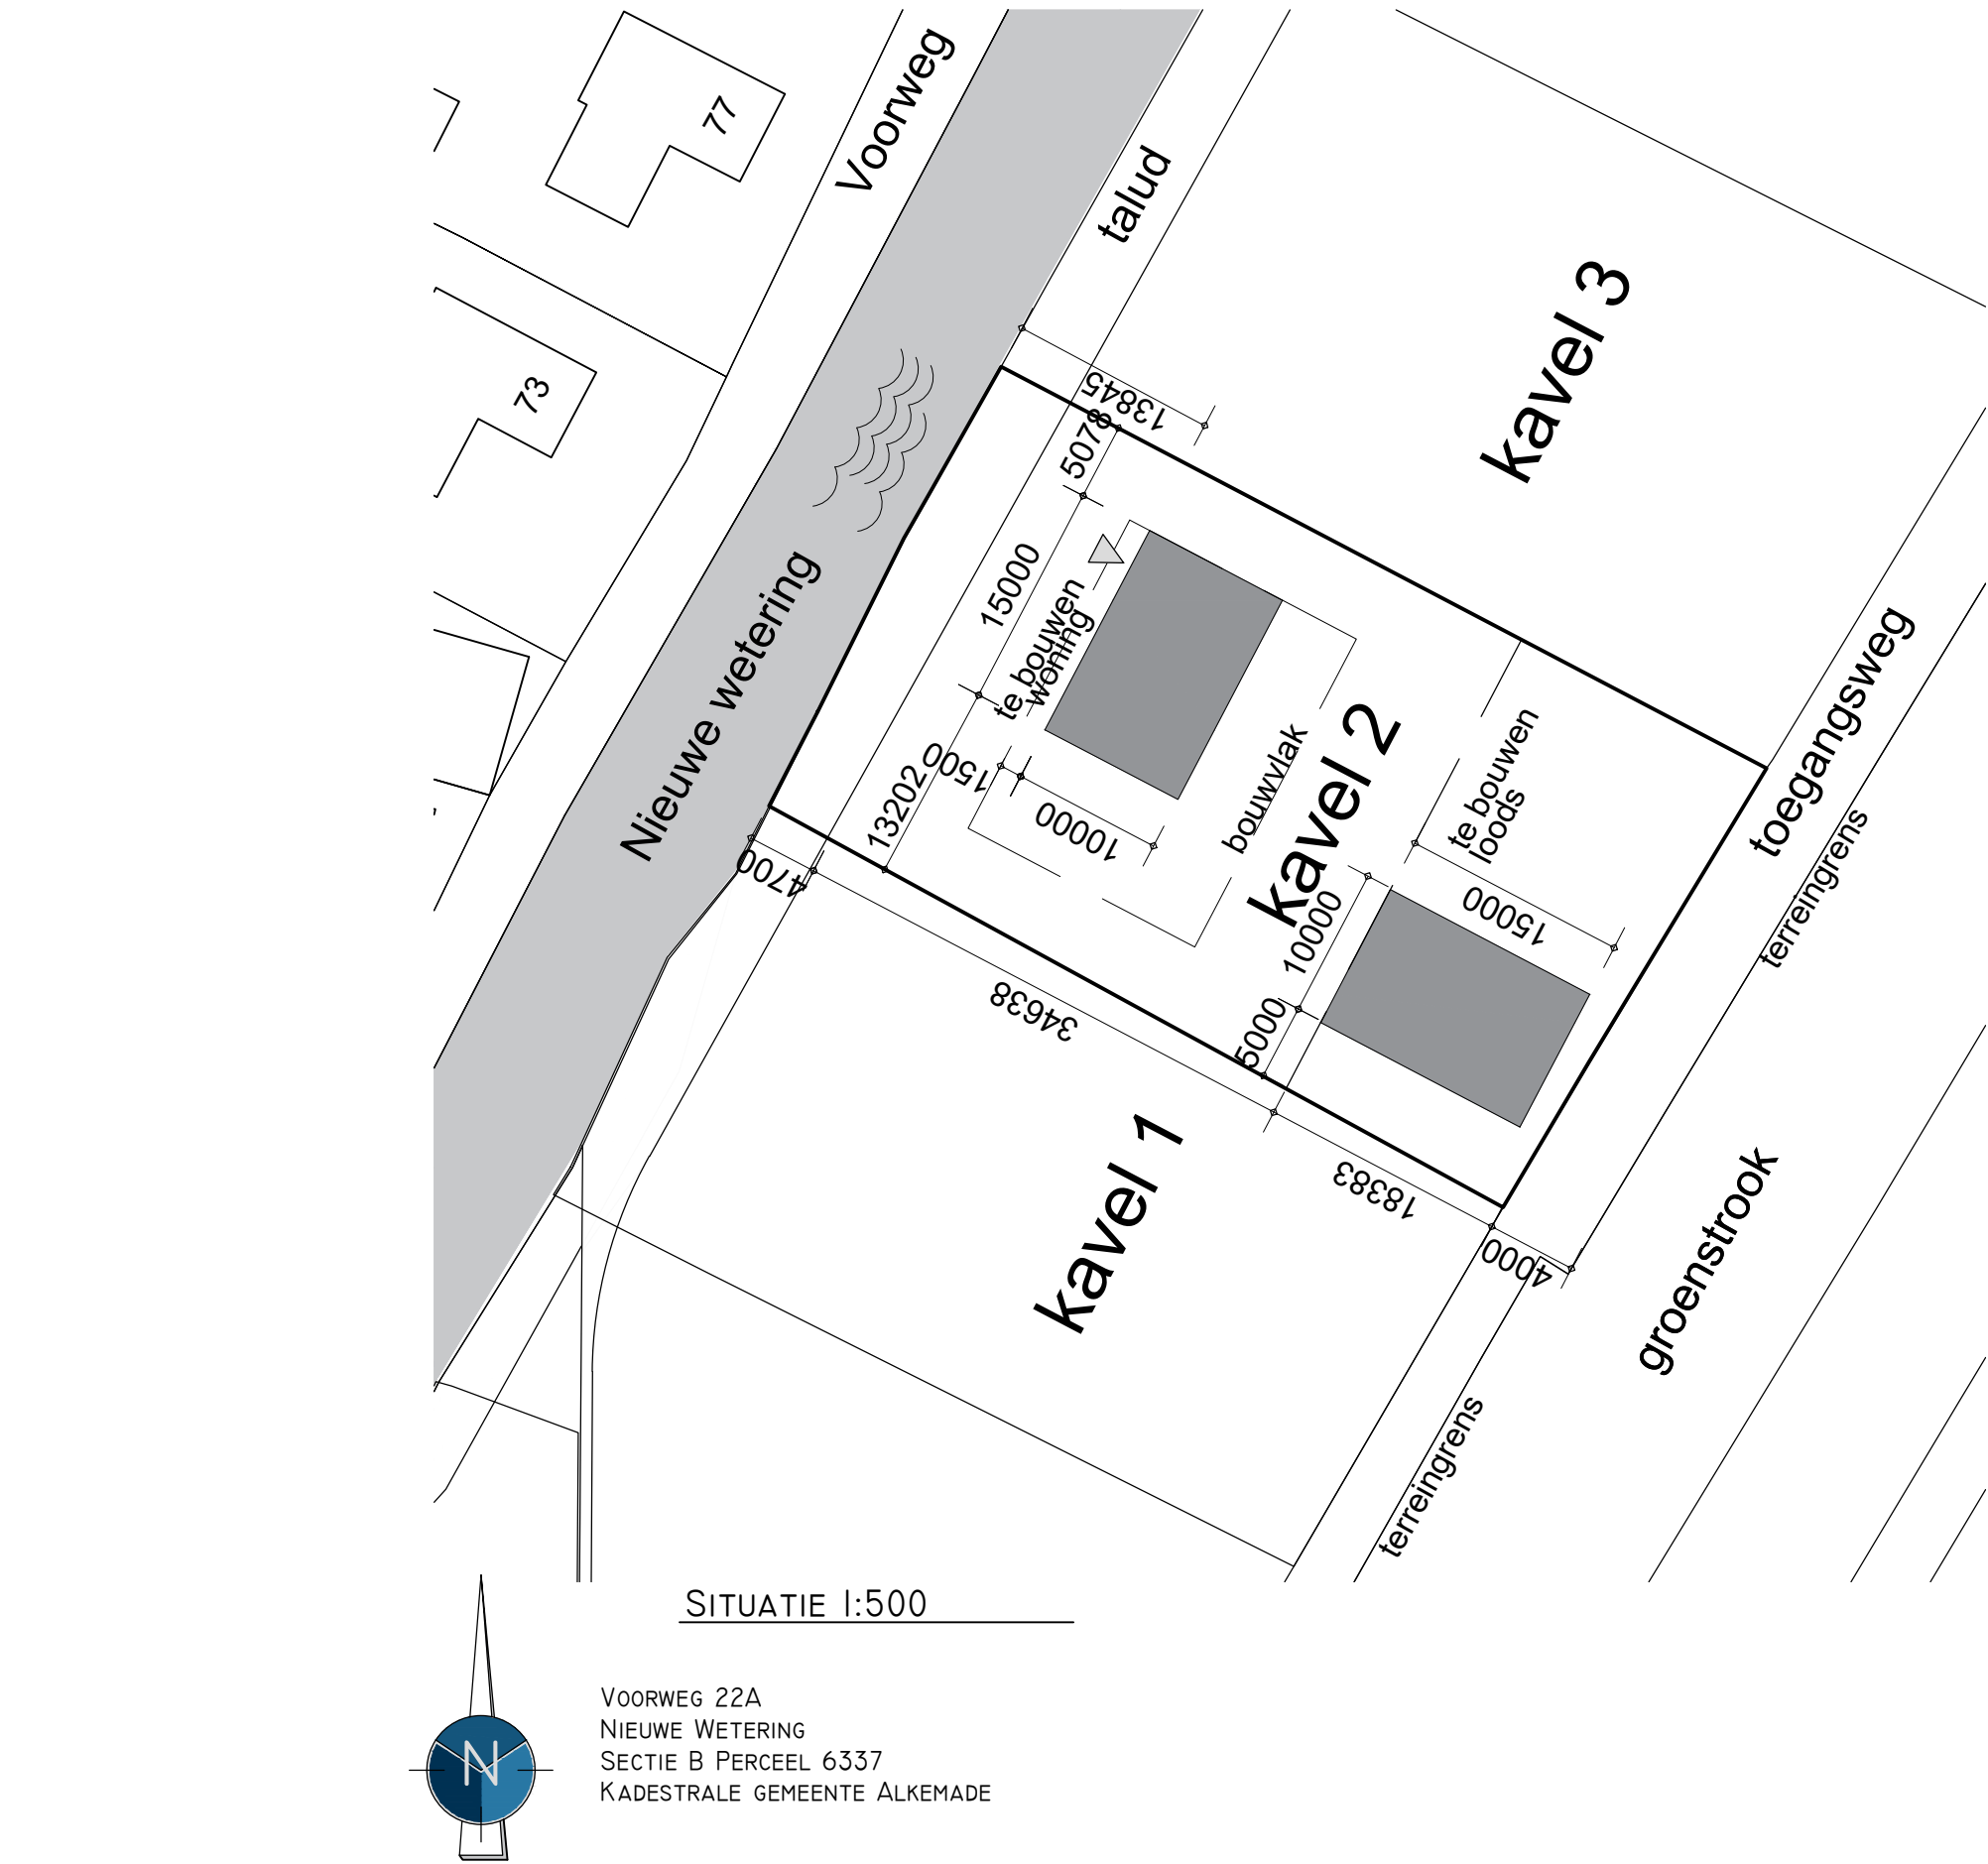 77
Voorweg
talud
73
kavel 3
13845
5078
15000
te bouwen
woning
Nieuwe wetering
1500
13202
10000
bouwvlak
kavel 2
te bouwen
loods
toegangsweg
terreingrens
4700
15000
10000
5000
34638
kavel 1
18383
4000
groenstrook
terreingrens
SITUATIE 1:500
N
VOORWEG 22A
NIEUWE WETERING
SECTIE B PERCEEL 6337
KADESTRALE GEMEENTE ALKEMADE